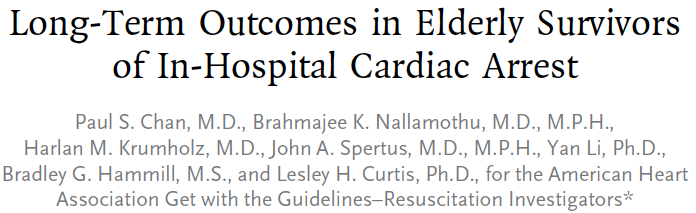 Long-Term Outcomes in Elderly Survivors
of In-Hospital Cardiac Arrest
Paul S. Chan, M.D., Brahmajee K. Nallamothu, M.D., M.P.H.,
Harlan M. Krumholz, M.D., John A. Spertus, M.D., M.P.H., Yan Li, Ph.D.,
Bradley G. Hammill, M.S., and Lesley H. Curtis, Ph.D., for the American Heart
Association Get with the Guidelines–Resuscitation Investigators*